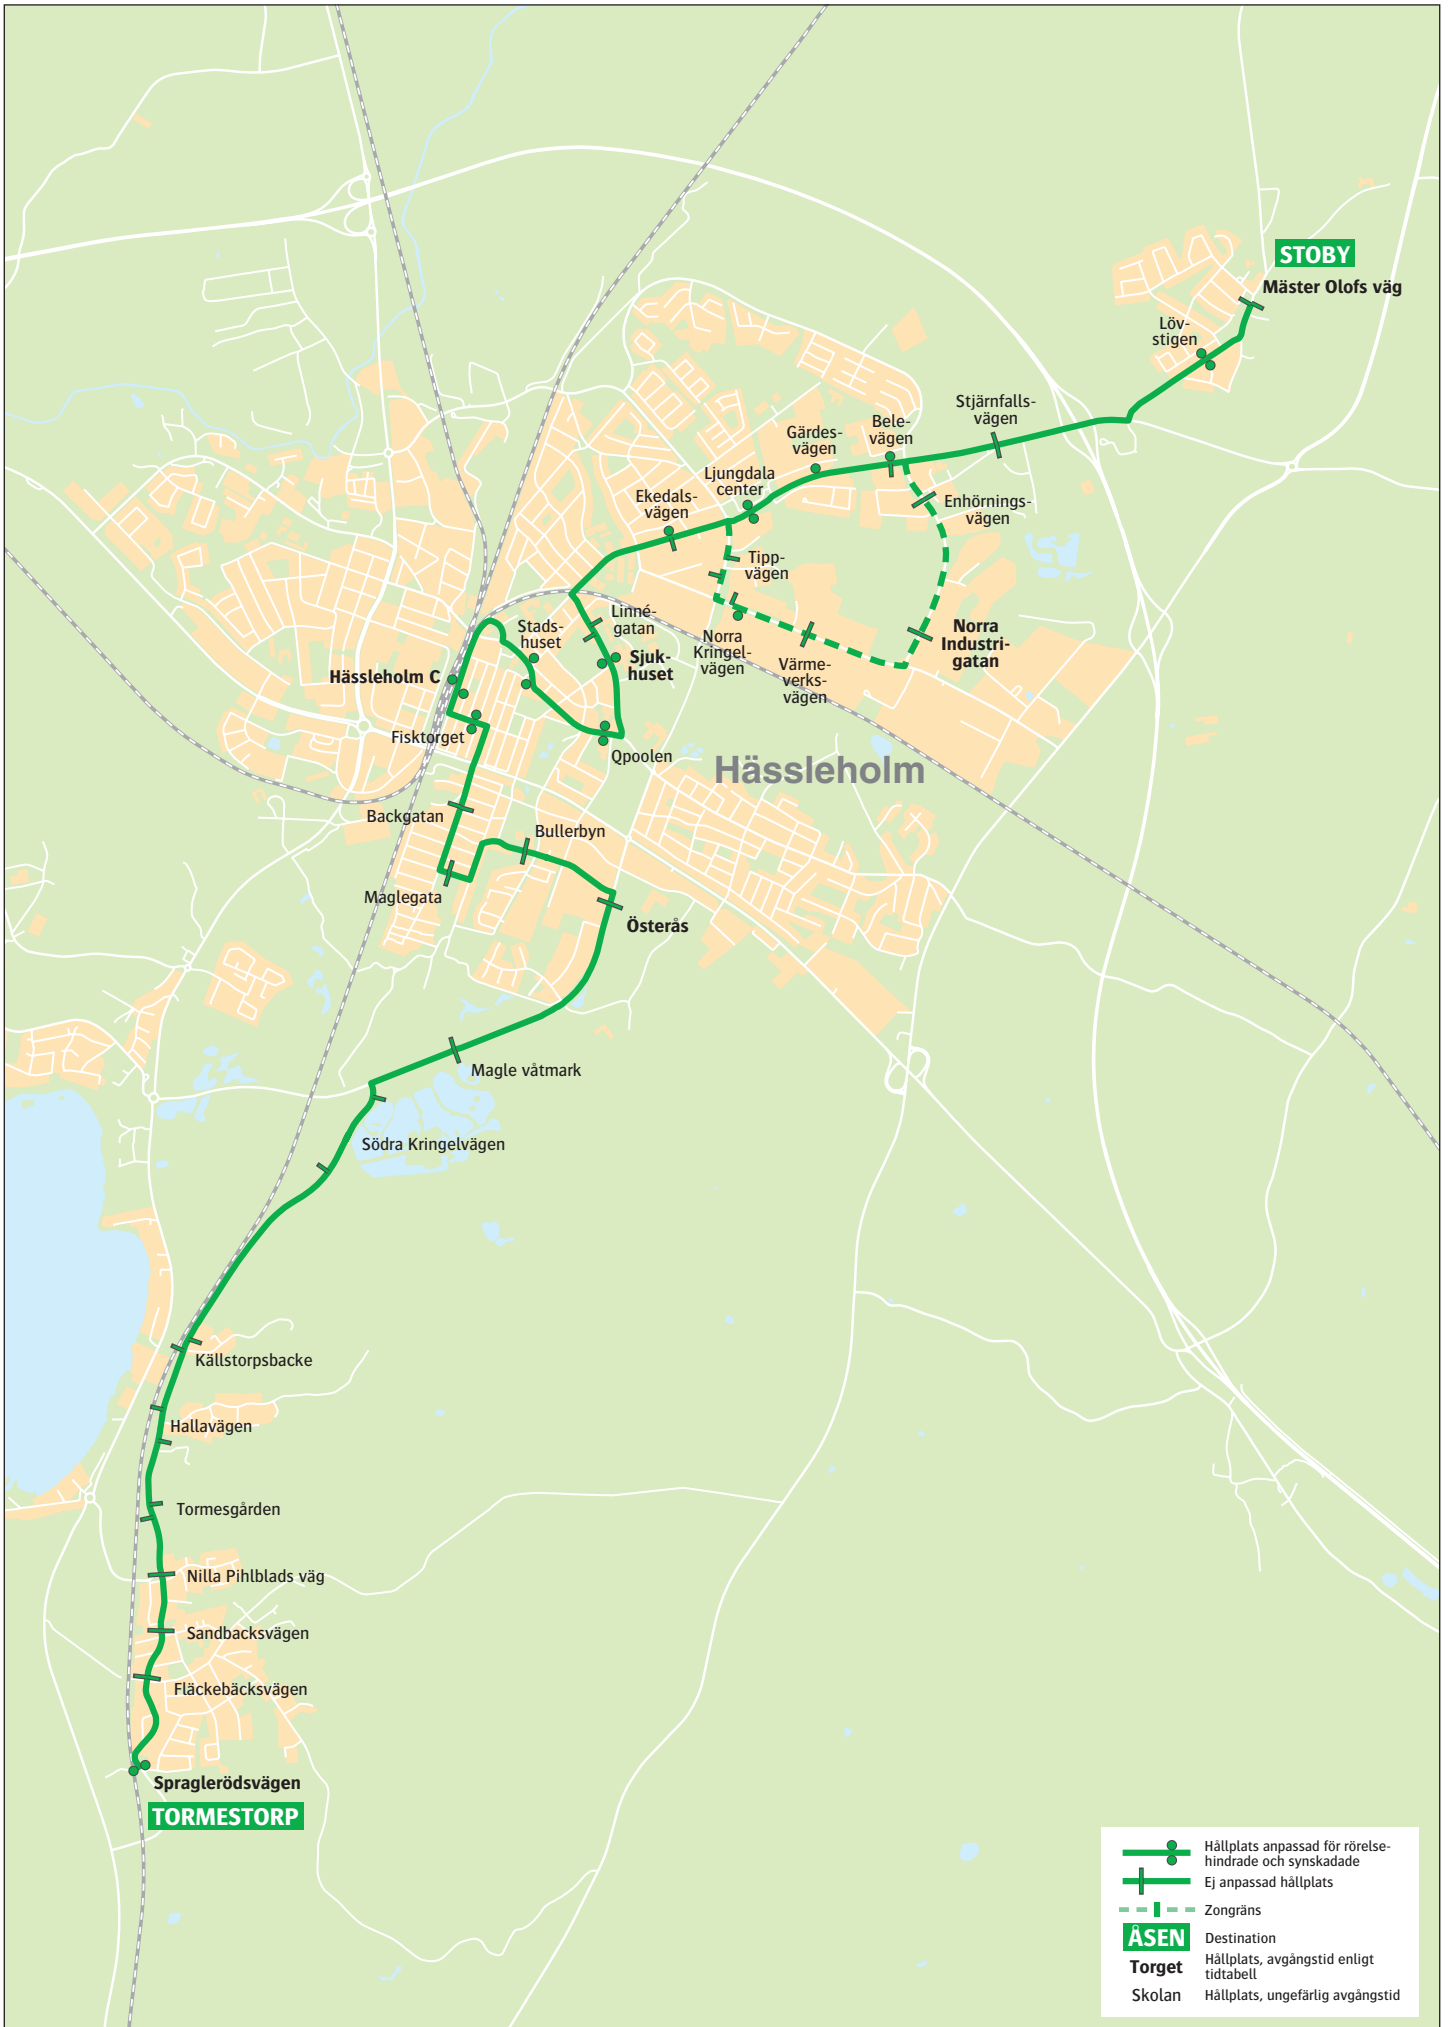 STOBY
Mäster Olofs väg
Löv-
stigen
Stjärnfalls-
vägen
Bele-
vägen
Gärdes-
vägen
Ljungdala
center
Ekedals-
vägen
Enhörnings-
vägen
Tipp-
vägen
Linné-
gatan
Stads-
huset
Norra
Kringel-
vägen
Norra
Industri-
gatan
Sjuk-
huset
Värme-
verks-
vägen
Hässleholm C
Fisktorget
Qpoolen
Hässleholm
Backgatan
Bullerbyn
Maglegata
Österås
Magle våtmark
Södra Kringelvägen
Källstorpsbacke
Hallavägen
Tormesgården
Nilla Pihlblads väg
Sandbacksvägen
Fläckebäcksvägen
Spraglerödsvägen
TORMESTORP
Hållplats anpassad för rörelse-
hindrade och synskadade
Ej anpassad hållplats
Zongräns
ÅSEN Destination
Torget Hållplats, avgångstid enligt
tidtabell
Skolan Hållplats, ungefärlig avgångstid